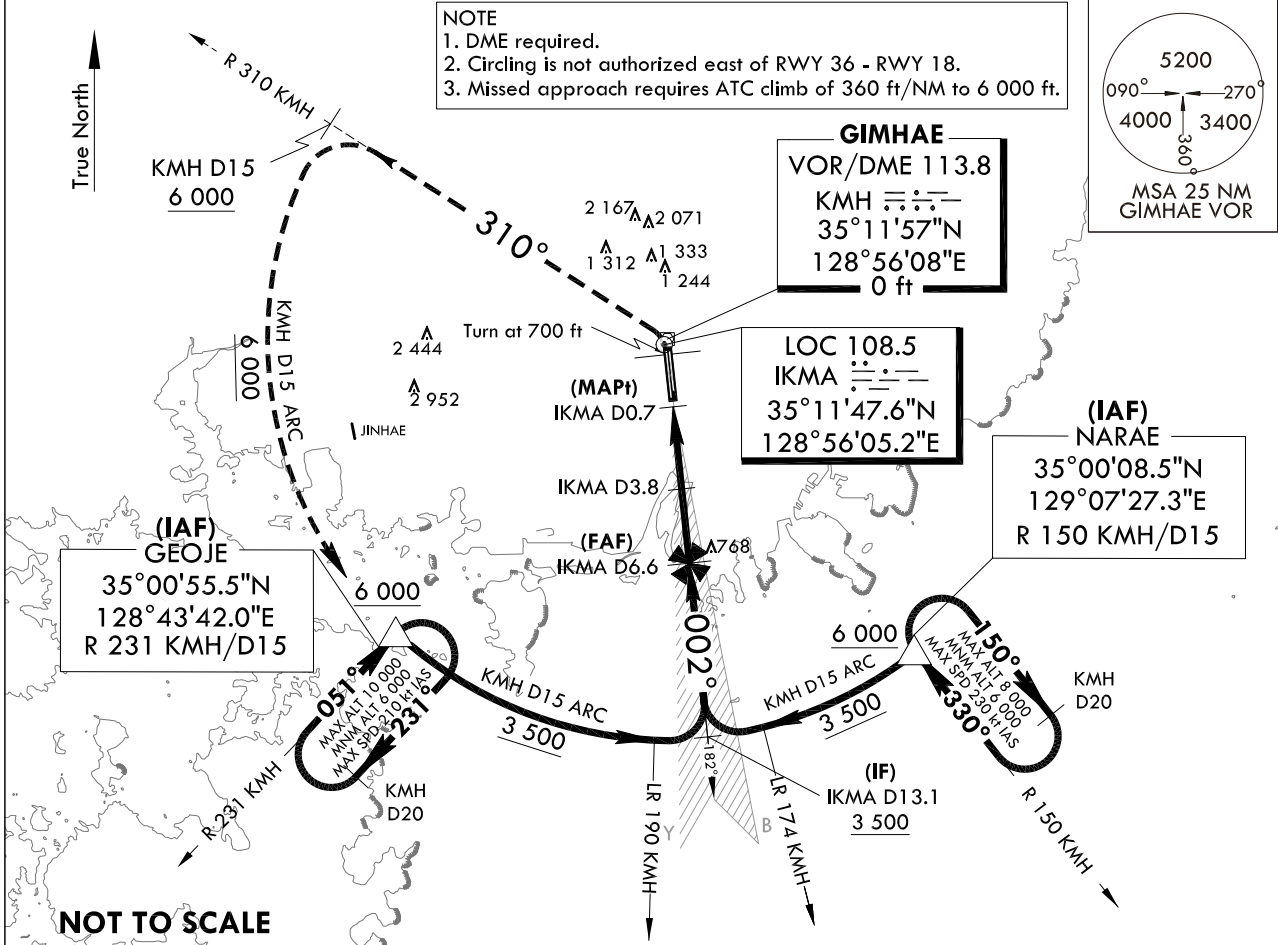 NOTE
1. DME required.
2. Circling is not authorized east of RWY 36 - RWY 18.
3. Missed approach requires ATC climb of 360 ft/NM to 6 000 ft.
5200
090°
270°
4000
3400
360°
MSA 25 NM
GIMHAE VOR
True North
R 310 KMH
KMH D15
6 000
310°
2 167
2 071
1 312
1 333
1 244
GIMHAE
VOR/DME 113.8
KMH
35°11'57"N
128°56'08"E
0 ft
Turn at 700 ft
LOC 108.5
IKMA
35°11'47.6"N
128°56'05.2"E
KMH D15 ARC
6 000
2 444
2 952
JINHAE
(MAPt)
IKMA D0.7
IKMA D3.8
(FAF)
IKMA D6.6
768
(IAF)
NARAE
35°00'08.5"N
129°07'27.3"E
R 150 KMH/D15
(IAF)
GEOJE
35°00'55.5"N
128°43'42.0"E
R 231 KMH/D15
6 000
051°
MAX ALT 10 000
MNM ALT 6 000
MAX SPD 210 kt IAS
231°
R 231 KMH
KMH
D20
KMH D15 ARC
3 500
002°
182°
Y
B
LR 190 KMH
LR 174 KMH
(IF)
IKMA D13.1
3 500
KMH D15 ARC
3 500
6 000
150°
MAX ALT 8 000
MNM ALT 6 000
MAX SPD 230 kt IAS
330°
KMH
D20
R 150 KMH
NOT TO SCALE